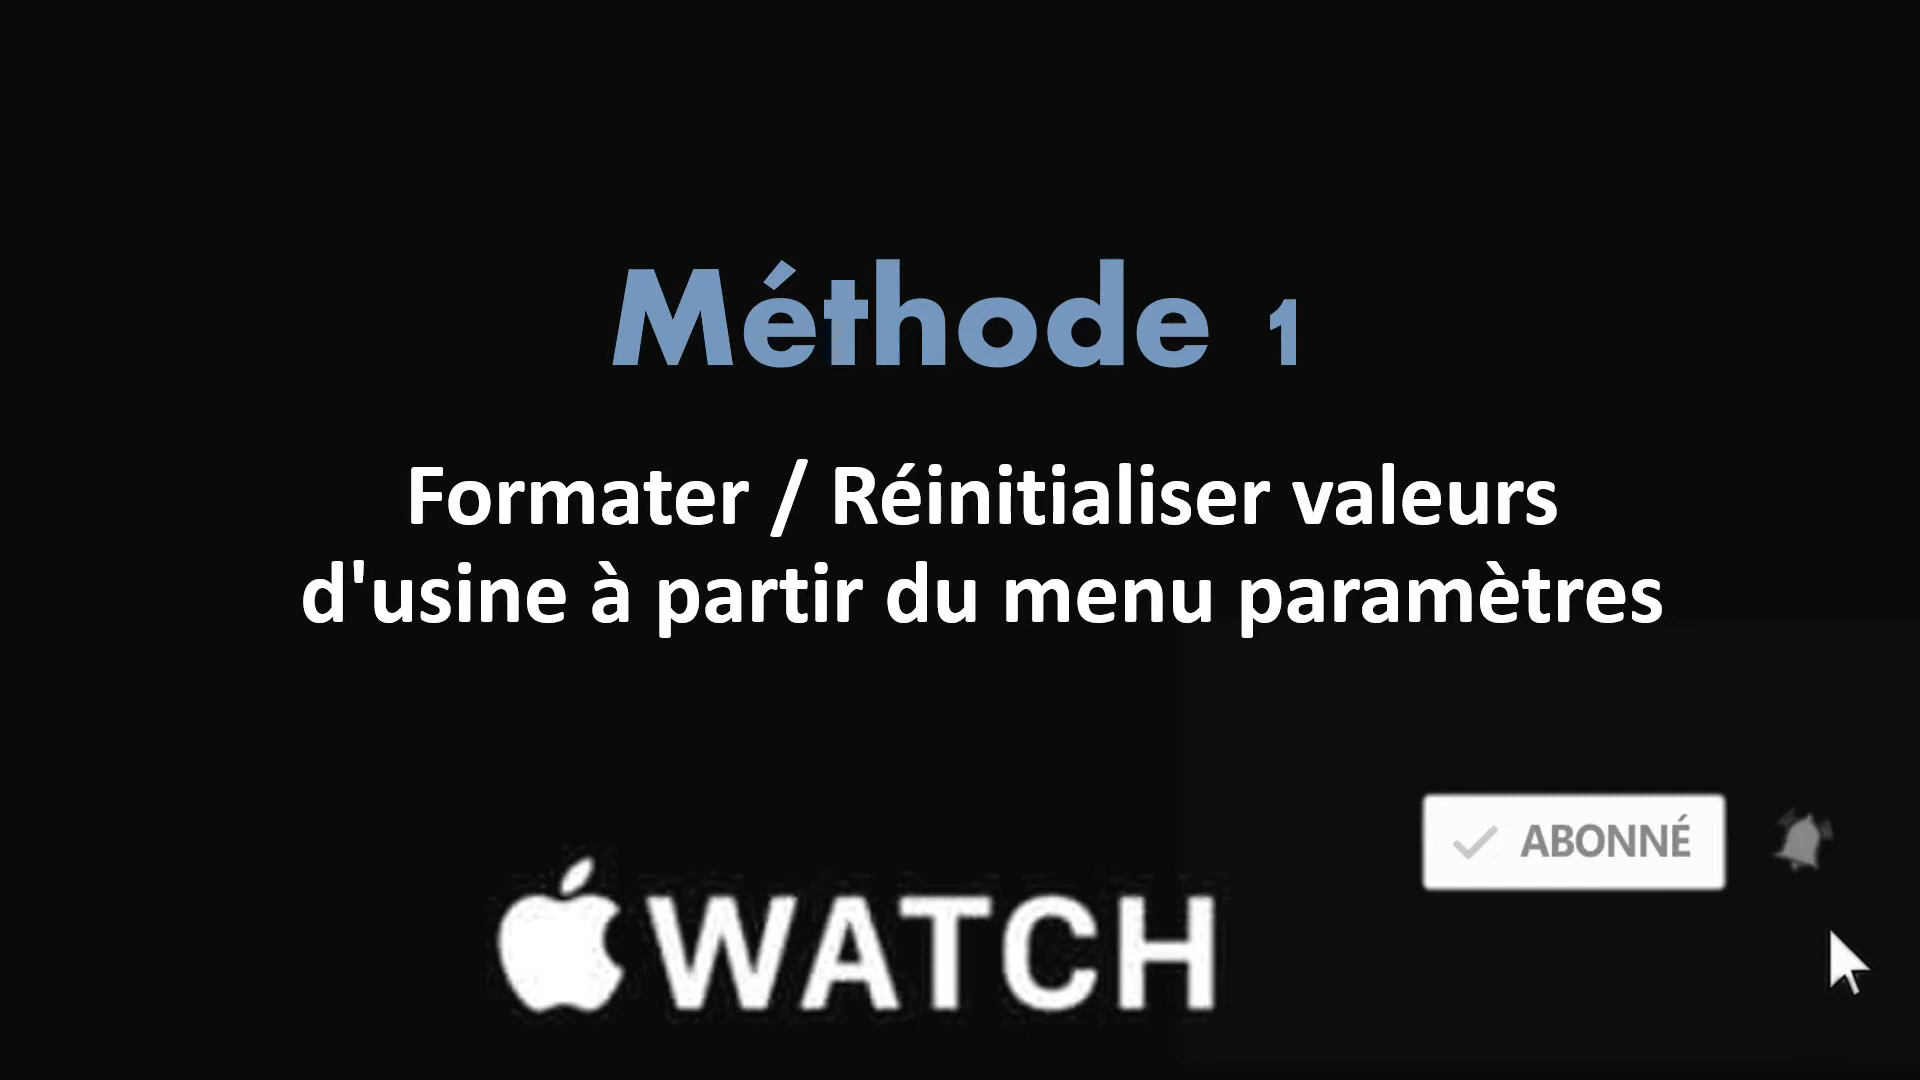 Méthode 1
Formater / Réinitialiser valeurs
d'usine à partir du menu paramètres
ABONNÉ
WATCH